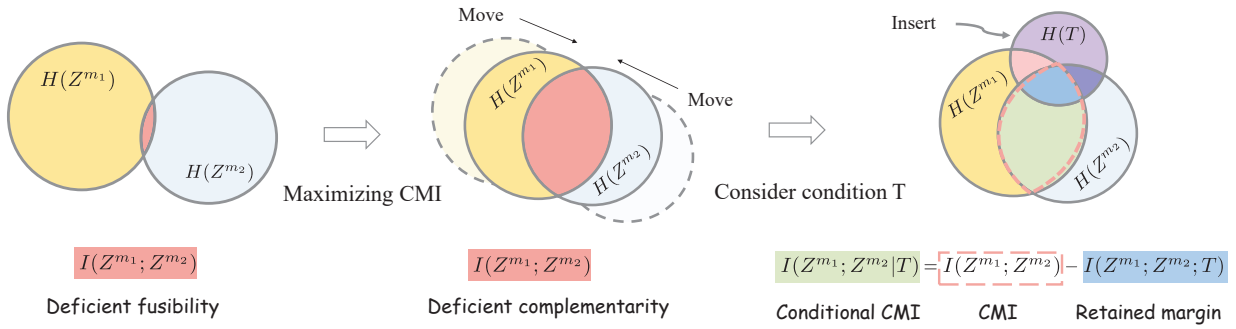 H(Z^{m_1})
H(Z^{m_2})
I(Z^{m_1}; Z^{m_2})
Deficient fusibility
Maximizing CMI
Move
Move
H(Z^{m_1})
H(Z^{m_2})
I(Z^{m_1}; Z^{m_2})
Deficient complementarity
Consider condition T
Insert
H(T)
H(Z^{m_1})
H(Z^{m_2})
I(Z^{m_1}; Z^{m_2}|T) = I(Z^{m_1}; Z^{m_2}) − I(Z^{m_1}; Z^{m_2}; T)
Conditional CMI CMI Retained margin